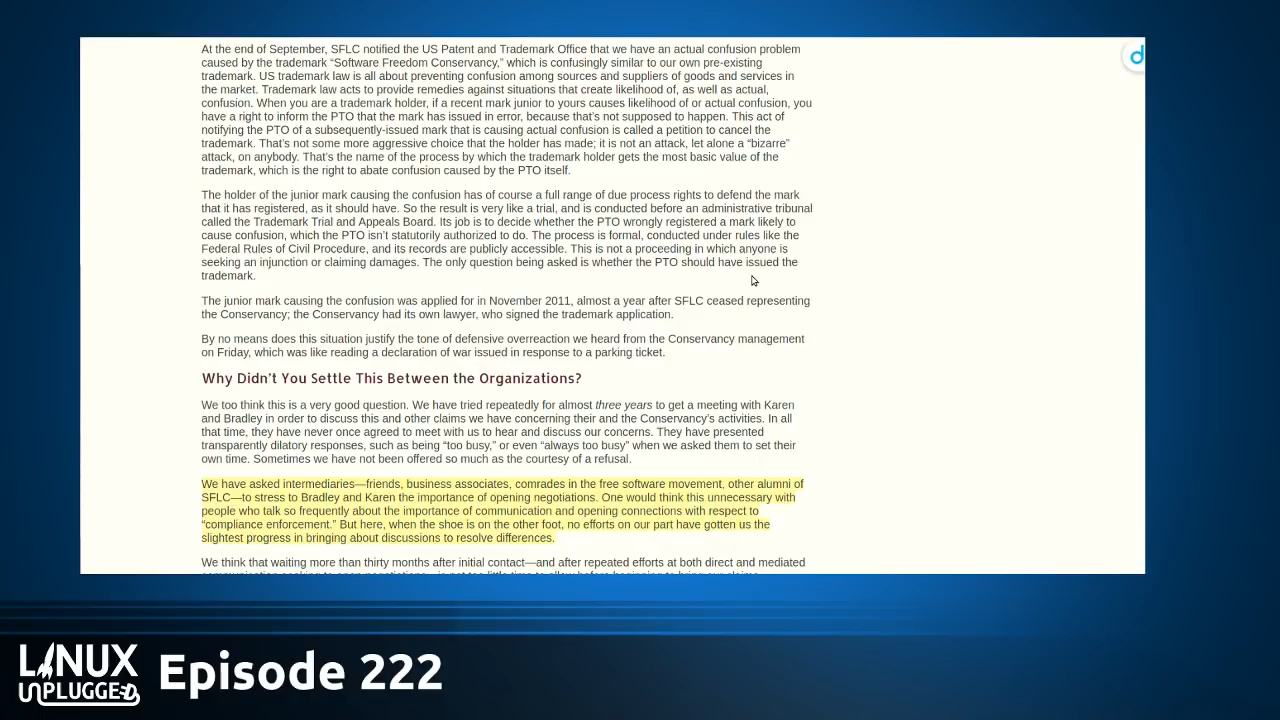 At the end of September, SFLC notified the US Patent and Trademark Office that we have an actual confusion problem
caused by the trademark “Software Freedom Conservancy,” which is confusingly similar to our own pre-existing
trademark. US trademark law is all about preventing confusion among sources and suppliers of goods and services in
the market. Trademark law acts to provide remedies against situations that create likelihood of, as well as actual,
confusion. When you are a trademark holder, if a recent mark junior to yours causes likelihood of or actual confusion, you
have a right to inform the PTO that the mark has issued in error, because that’s not supposed to happen. This act of
notifying the PTO of a subsequently-issued mark that is causing actual confusion is called a petition to cancel the
trademark. That’s not some more aggressive choice that the holder has made; it is not an attack, let alone a “bizarre”
attack, on anybody. That’s the name of the process by which the trademark holder gets the most basic value of the
trademark, which is the right to abate confusion caused by the PTO itself.
The holder of the junior mark causing the confusion has of course a full range of due process rights to defend the mark
that it has registered, as it should have. So the result is very like a trial, and is conducted before an administrative tribunal
called the Trademark Trial and Appeals Board. Its job is to decide whether the PTO wrongly registered a mark likely to
cause confusion, which the PTO isn’t statutorily authorized to do. The process is formal, conducted under rules like the
Federal Rules of Civil Procedure, and its records are publicly accessible. This is not a proceeding in which anyone is
seeking an injunction or claiming damages. The only question being asked is whether the PTO should have issued the
trademark.
The junior mark causing the confusion was applied for in November 2011, almost a year after SFLC ceased representing
the Conservancy; the Conservancy had its own lawyer, who signed the trademark application.
By no means does this situation justify the tone of defensive overreaction we heard from the Conservancy management
on Friday, which was like reading a declaration of war issued in response to a parking ticket.
Why Didn’t You Settle This Between the Organizations?
We too think this is a very good question. We have tried repeatedly for almost three years to get a meeting with Karen
and Bradley in order to discuss this and other claims we have concerning their and the Conservancy’s activities. In all
that time, they have never once agreed to meet with us to hear and discuss our concerns. They have presented
transparently dilatory responses, such as being “too busy,” or even “always too busy” when we asked them to set their
own time. Sometimes we have not been offered so much as the courtesy of a refusal.
We have asked intermediaries—friends, business associates, comrades in the free software movement, other alumni of
SFLC—to stress to Bradley and Karen the importance of opening negotiations. One would think this unnecessary with
people who talk so frequently about the importance of communication and opening connections with respect to
“compliance enforcement.” But here, when the shoe is on the other foot, no efforts on our part have gotten us the
slightest progress in bringing about discussions to resolve differences.
We think that waiting more than thirty months after initial contact—and after repeated efforts at both direct and mediated
LINUX
UNPLUGGED
Episode 222